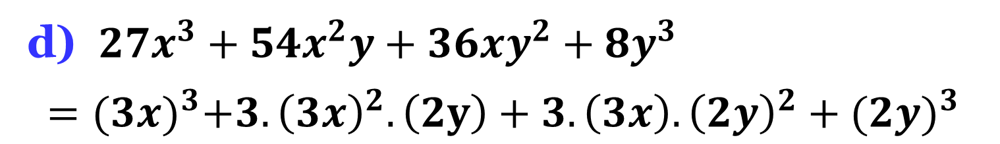 d) 27x³ + 54x²y + 36xy² + 8y³
= (3x)³+3. (3x)². (2y) + 3. (3x). (2y)² + (2y)³